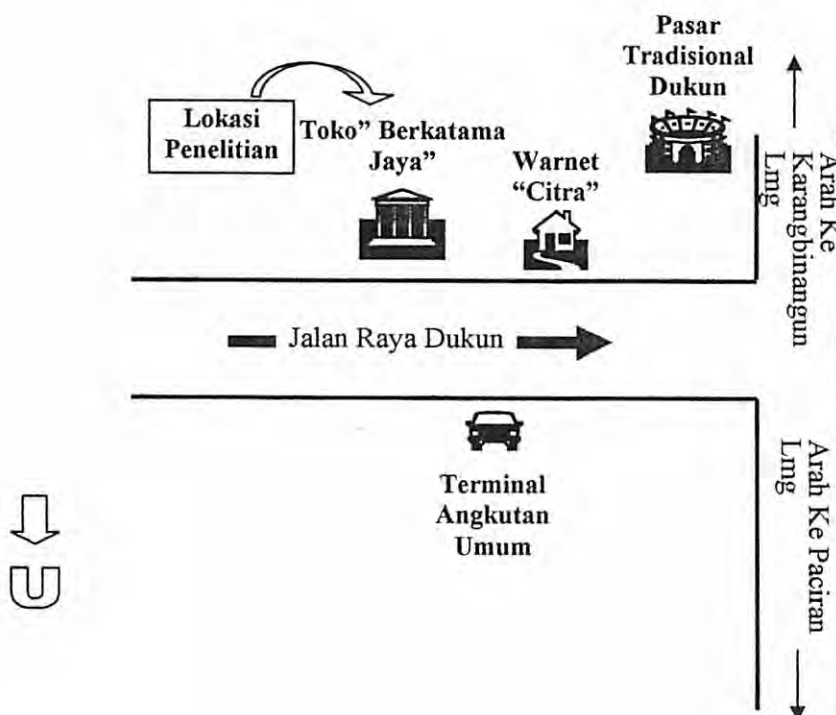 Pasar
Tradisional
Dukun
Lokasi
Penelitian
Toko” Berkatama
Jaya”
Warnet
“Citra”
Arah Ke
Karangbinangun
Lmg
Jalan Raya Dukun
Terminal
Angkutan
Umum
Arah Ke Paciran
Lmg
U